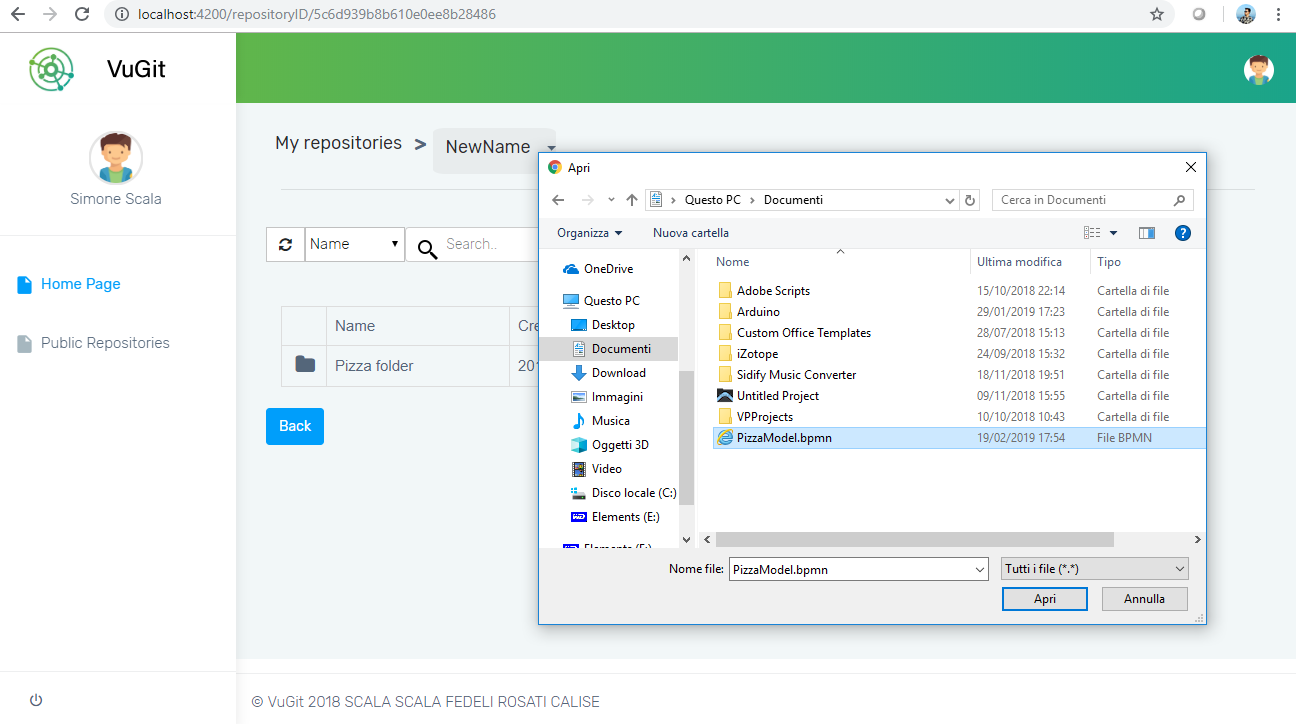 localhost:4200/repositoryID/5c6d939b8b610e0ee8b28486
VuGit
Simone Scala
Home Page
Public Repositories
My repositories > NewName
Name
Search..
Name
Cre
Pizza folder
201
Back
Apri
Questo PC > Documenti
Cerca in Documenti
Organizza
Nuova cartella
OneDrive
Questo PC
Desktop
Documenti
Download
Immagini
Musica
Oggetti 3D
Video
Disco locale (C:)
Elements (E:)
Elements (F:)
Nome Ultima modifica Tipo
Adobe Scripts 15/10/2018 22:14 Cartella di file
Arduino 29/01/2019 17:23 Cartella di file
Custom Office Templates 28/07/2018 15:13 Cartella di file
iZotope 24/09/2018 15:32 Cartella di file
Sidify Music Converter 18/11/2018 19:51 Cartella di file
Untitled Project 09/11/2018 15:55 Cartella di file
VPProjects 10/10/2018 10:43 Cartella di file
PizzaModel.bpmn 19/02/2019 17:54 File BPMN
Nome file: PizzaModel.bpmn
Tutti i file (*.*)
Apri
Annulla
© VuGit 2018 SCALA SCALA FEDELI ROSATI CALISE